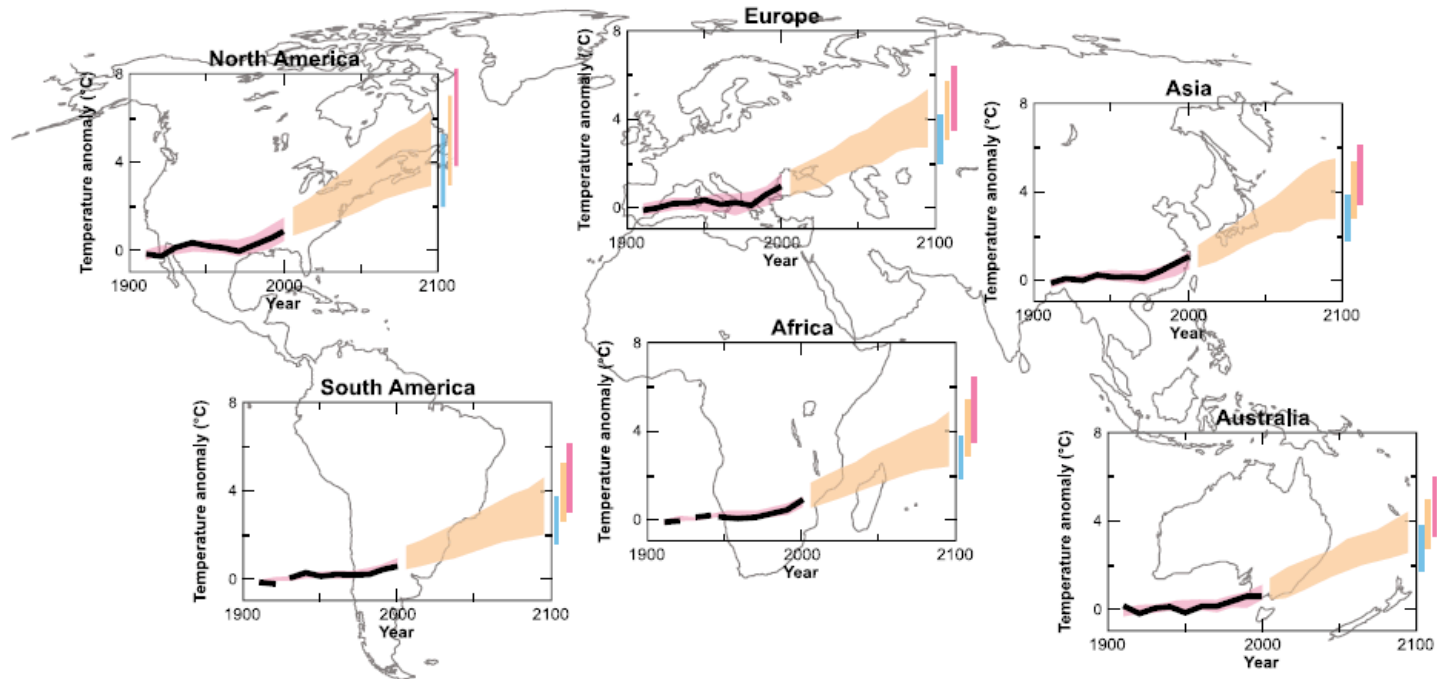 North America
Temperature anomaly (°C)
8
4
0
1900
2000
2100
Year
Europe
Temperature anomaly (°C)
8
4
0
1900
2000
2100
Year
Asia
Temperature anomaly (°C)
8
4
0
1900
2000
2100
Year
South America
Temperature anomaly (°C)
8
4
0
1900
2000
2100
Year
Africa
Temperature anomaly (°C)
8
4
0
1900
2000
2100
Year
Australia
Temperature anomaly (°C)
8
4
0
1900
2000
2100
Year